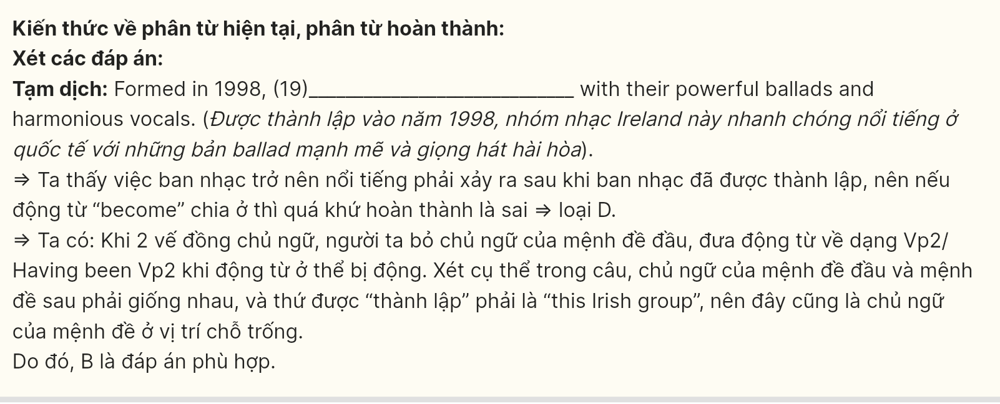 Kiến thức về phân từ hiện tại, phân từ hoàn thành:
Xét các đáp án:
Tạm dịch: Formed in 1998, (19)__________________________ with their powerful ballads and
harmonious vocals. (Được thành lập vào năm 1998, nhóm nhạc Ireland này nhanh chóng nổi tiếng ở
quốc tế với những bản ballad mạnh mẽ và giọng hát hài hòa).
⇒ Ta thấy việc ban nhạc trở nên nổi tiếng phải xảy ra sau khi ban nhạc đã được thành lập, nên nếu
động từ “become” chia ở thì quá khứ hoàn thành là sai ⇒ loại D.
⇒ Ta có: Khi 2 vế đồng chủ ngữ, người ta bỏ chủ ngữ của mệnh đề đầu, đưa động từ về dạng Vp2/
Having been Vp2 khi động từ ở thể bị động. Xét cụ thể trong câu, chủ ngữ của mệnh đề đầu và mệnh
đề sau phải giống nhau, và thứ được “thành lập” phải là “this Irish group”, nên đây cũng là chủ ngữ
của mệnh đề ở vị trí chỗ trống.
Do đó, B là đáp án phù hợp.